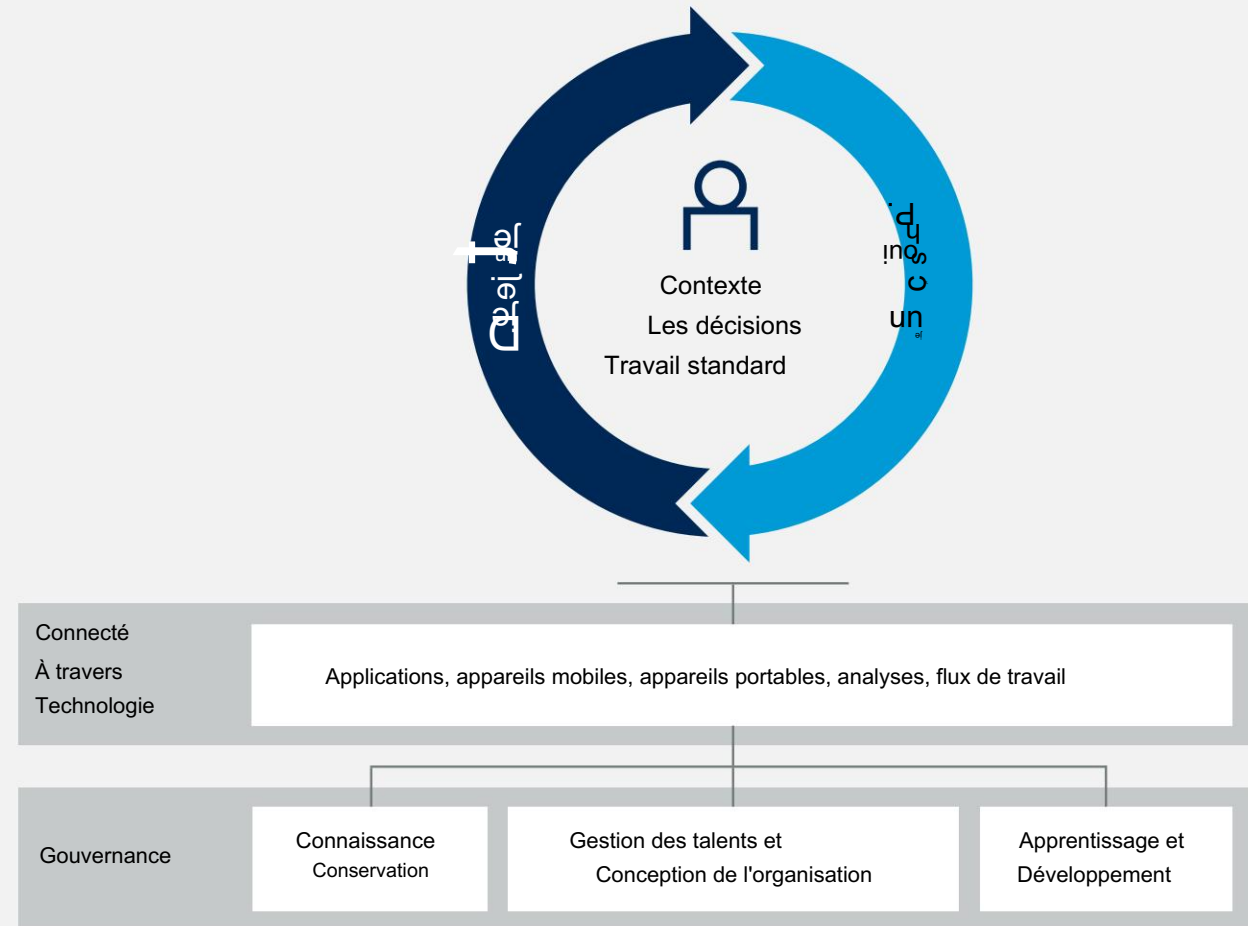 Contexte
Les décisions
Travail standard
Connecté
À travers
Technologie
Applications, appareils mobiles, appareils portables, analyses, flux de travail
Gouvernance
Connaissance
Conservation
Gestion des talents et
Conception de l'organisation
Apprentissage et
Développement